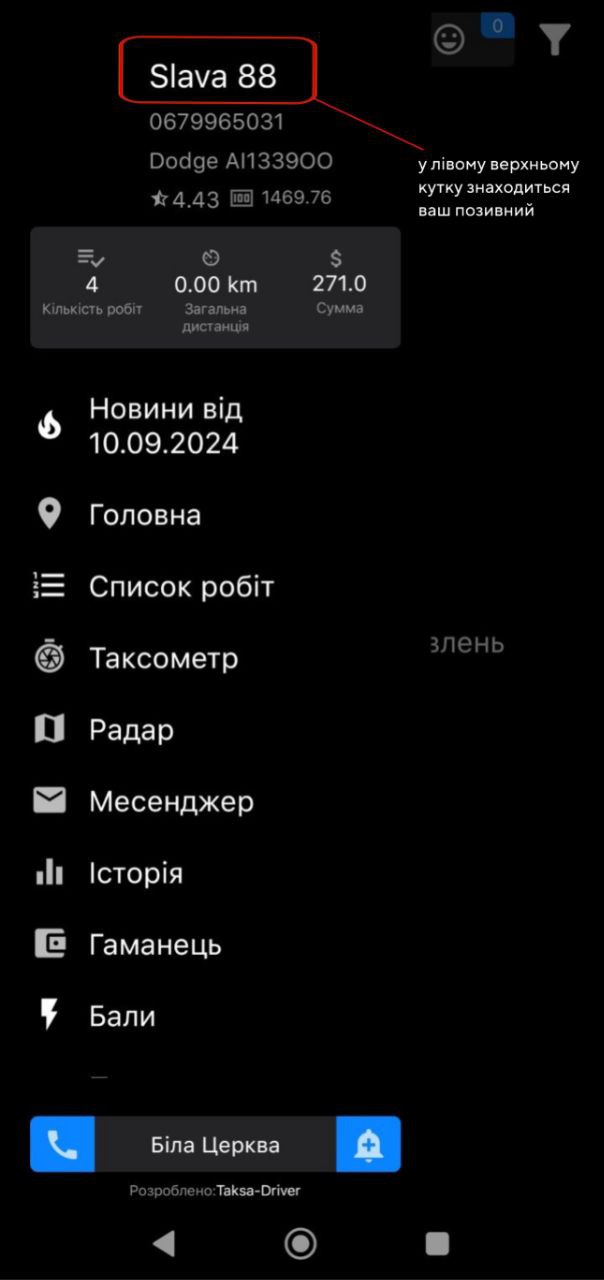 0
Slava 88
0679965031
Dodge AI1339OO
4.43 100 1469.76
у лівому верхньому
кутку знаходиться
ваш позивний
4
Кількість робіт
0.00 km
Загальна
дистанція
$
271.0
Сумма
Новини від
10.09.2024
Головна
Список робіт
Таксометр
злень
Радар
Месенджер
Історія
Гаманець
Бали
Біла Церква
Розроблено:Taksa-Driver